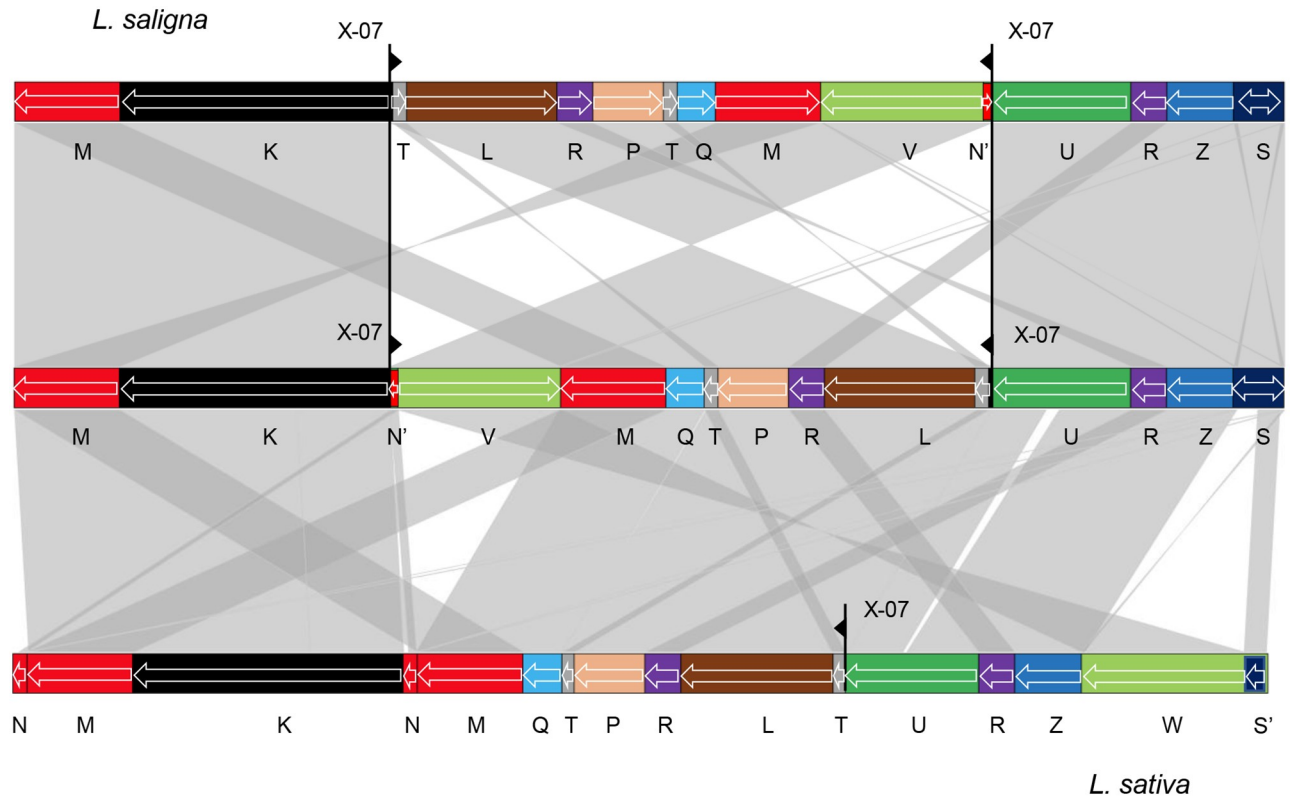 L. saligna
X-07 X-07
M K T L R P T Q M V N’ U R Z S
X-07 X-07
M K N’ V M Q T P R L U R Z S
X-07
N M K N M Q T P R L T U R Z W S’
L. sativa